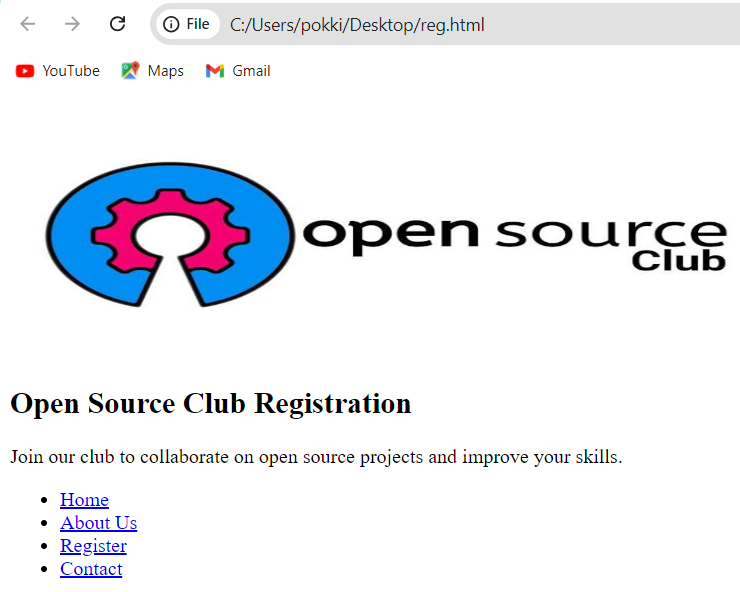 File C:/Users/pokki/Desktop/reg.html
YouTube Maps Gmail
open source
Club
Open Source Club Registration
Join our club to collaborate on open source projects and improve your skills.
Home
About Us
Register
Contact